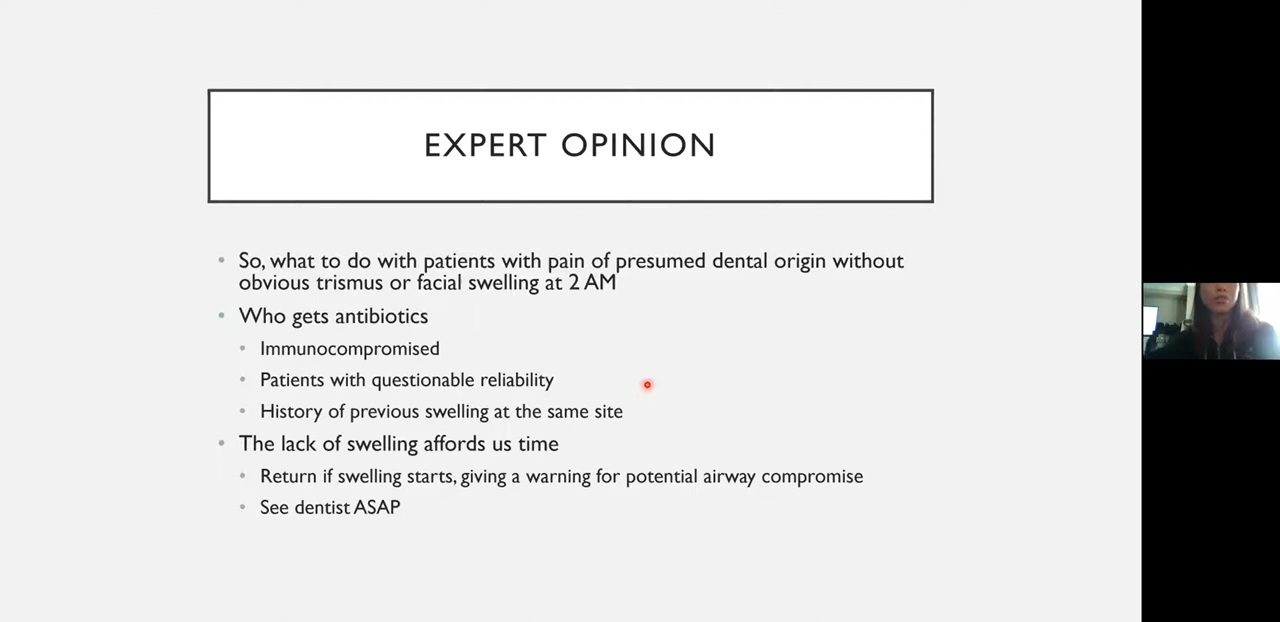 EXPERT OPINION
So, what to do with patients with pain of presumed dental origin without
obvious trismus or facial swelling at 2 AM
Who gets antibiotics
Immunocompromised
Patients with questionable reliability
History of previous swelling at the same site
The lack of swelling affords us time
Return if swelling starts, giving a warning for potential airway compromise
See dentist ASAP